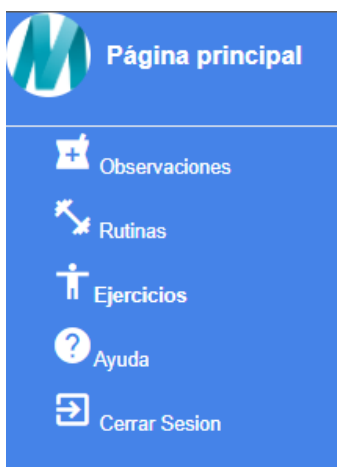 Página principal
Observaciones
Rutinas
Ejercicios
Ayuda
Cerrar Sesion